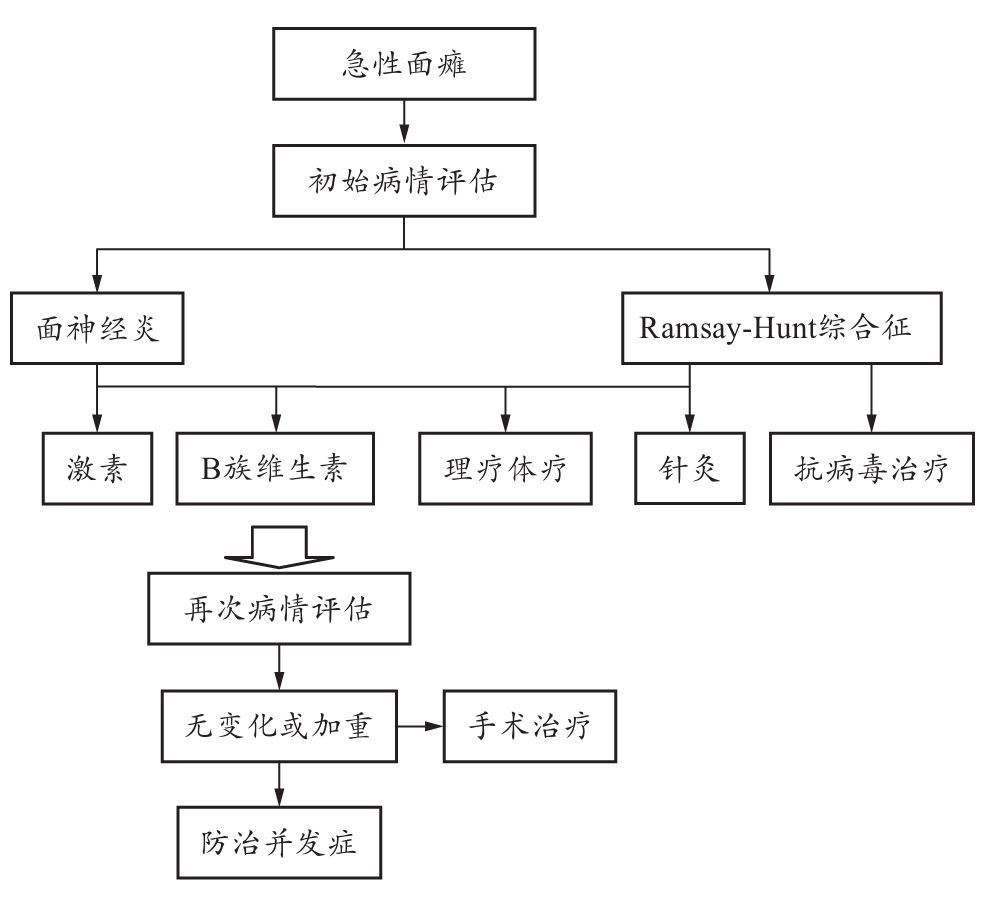 急性面瘫
初始病情评估
面神经炎
Ramsay-Hunt综合征
激素
B族维生素
理疗体疗
针灸
抗病毒治疗
再次病情评估
无变化或加重
手术治疗
防治并发症